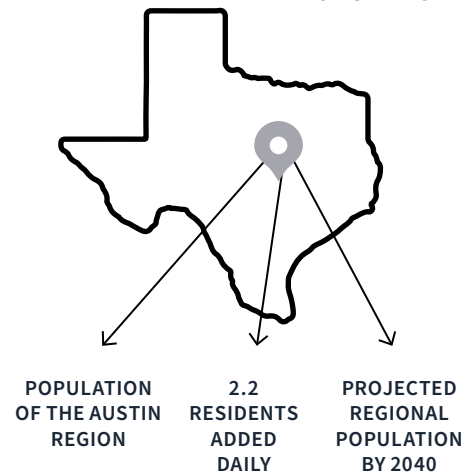 POPULATION
OF THE AUSTIN
REGION
2.2
RESIDENTS
ADDED
DAILY
PROJECTED
REGIONAL
POPULATION
BY 2040